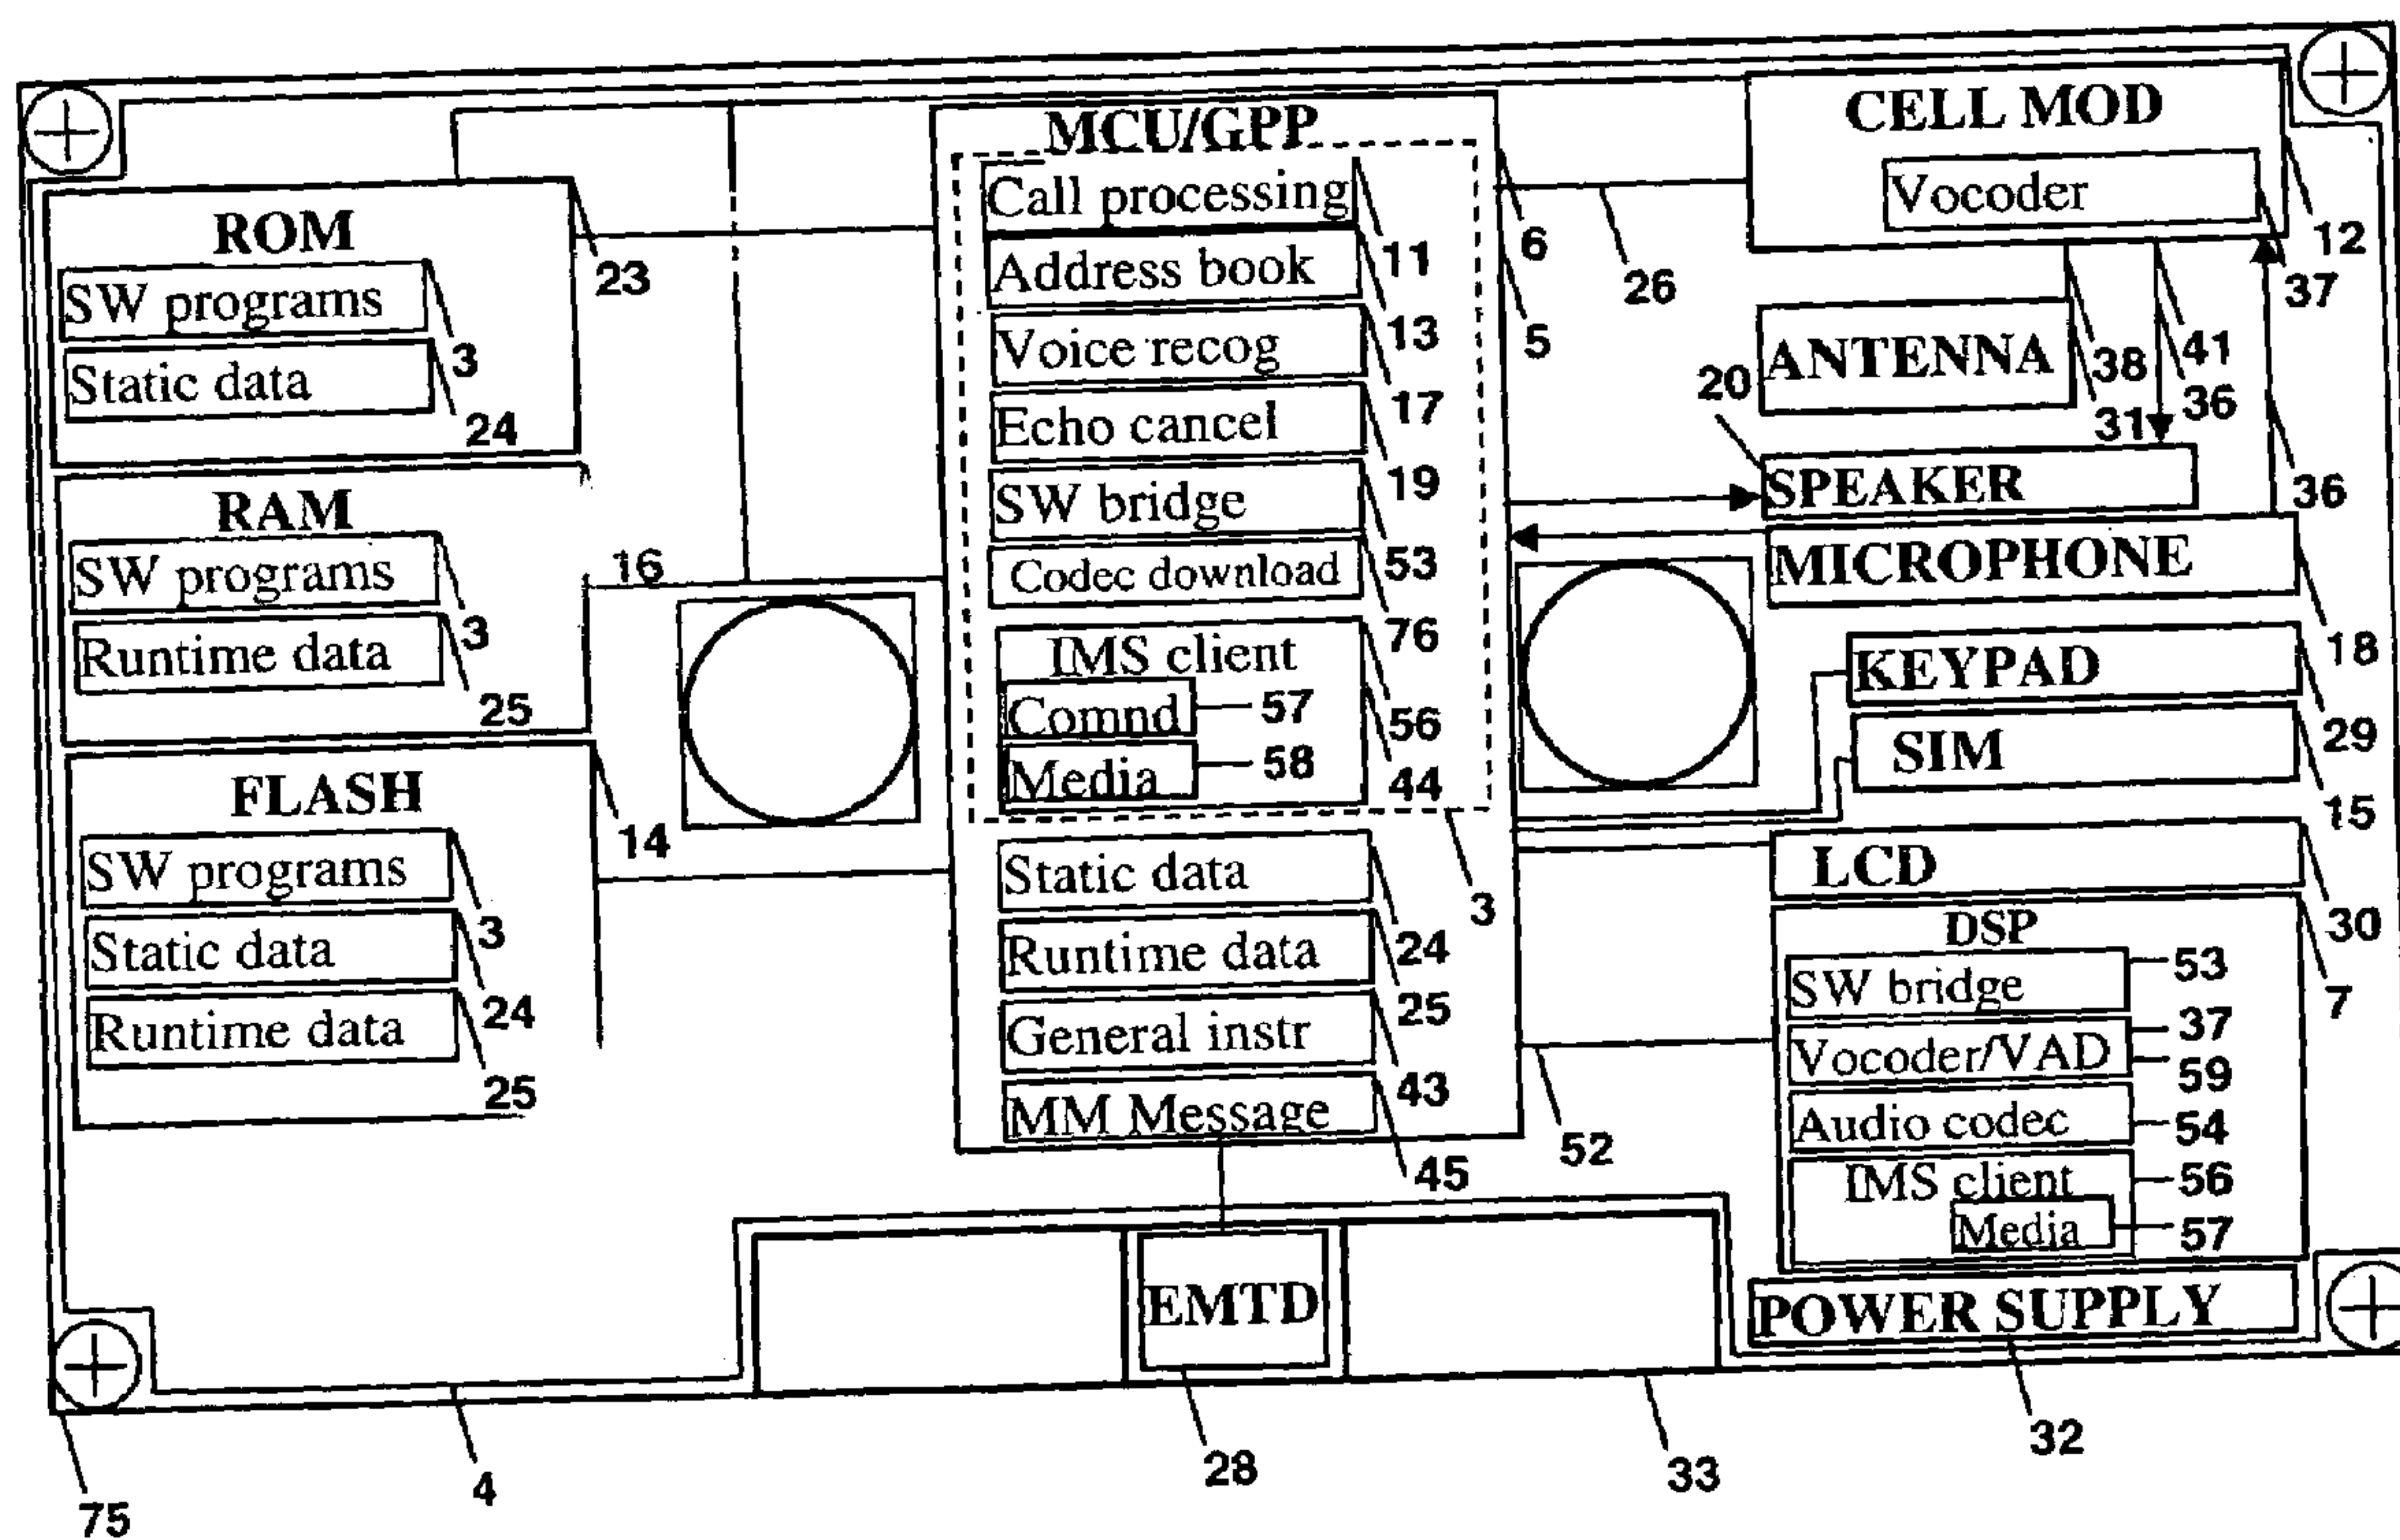 ROM
SW programs
3
Static data
24
23
RAM
SW programs
3
Runtime data
25
16
FLASH
SW programs
3
Static data
24
Runtime data
25
14
MCU/GPP
Call processing
11
Address book
13
Voice recog
17
Echo cancel
19
SW bridge
53
Codec download
76
IMS client
56
Comnd
57
Media
58
44
3
Static data
24
Runtime data
25
General instr
43
MM Message
45
6
5
26
CELL MOD
12
Vocoder
37
ANTENNA
38
31
41
36
36
20
SPEAKER
MICROPHONE
18
KEYPAD
29
SIM
15
LCD
30
DSP
7
SW bridge
53
Vocoder/VAD
37
59
Audio codec
54
IMS client
56
Media
57
52
EMTD
POWER SUPPLY
75
4
28
33
32